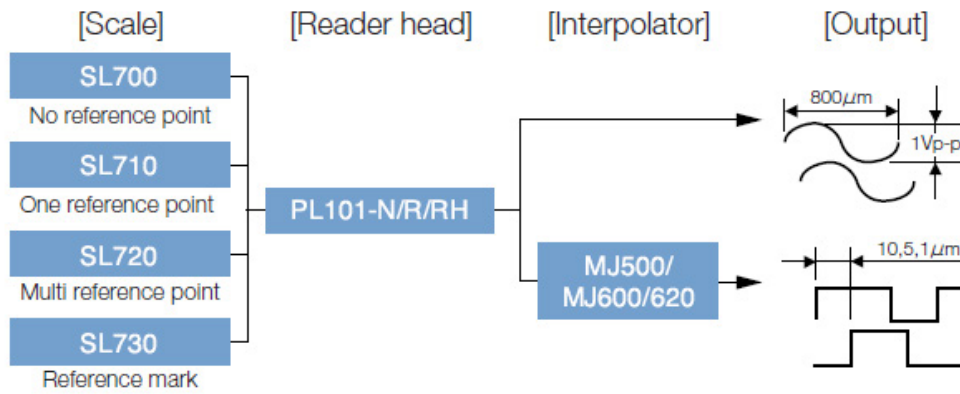 [Scale] [Reader head] [Interpolator] [Output]
SL700
No reference point
SL710
One reference point
SL720
Multi reference point
SL730
Reference mark
PL101-N/R/RH
MJ500/
MJ600/620
800μm
1Vp-p
10,5,1μm